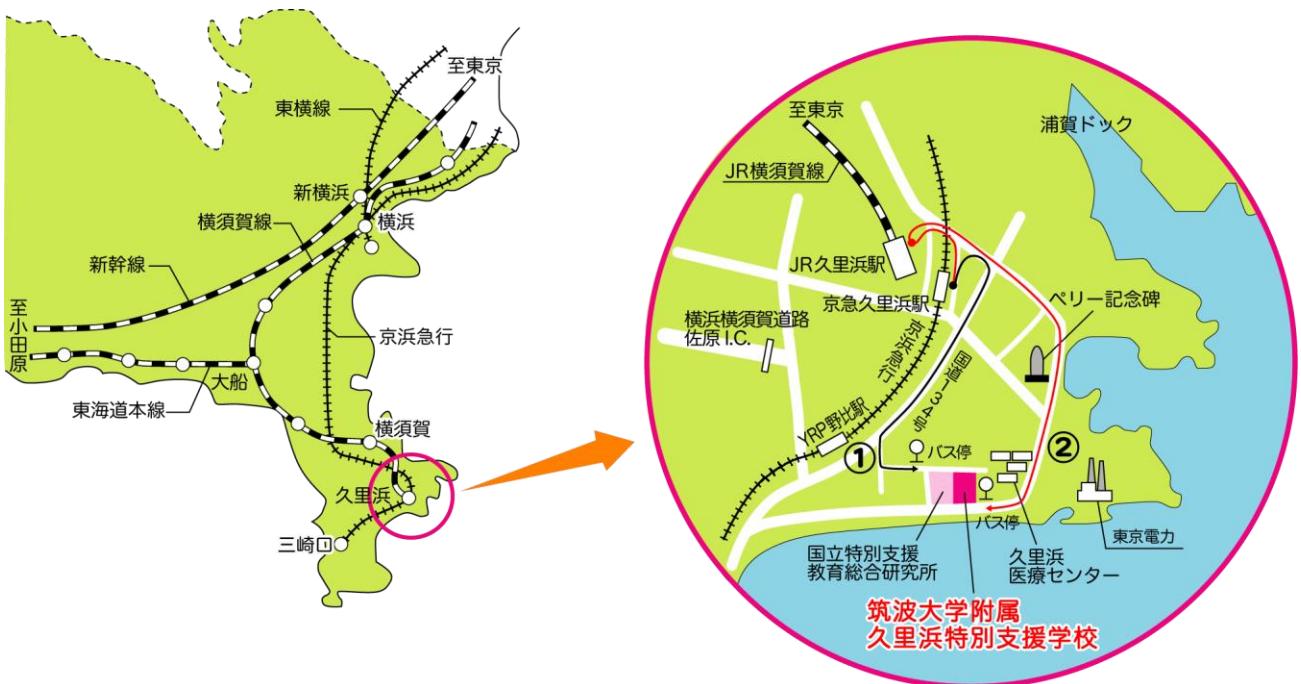 至東京
東横線
新横浜
横須賀線
横浜
新幹線
至小田原
京浜急行
大船
東海道本線
横須賀
久里浜
三崎口
至東京
浦賀ドック
JR横須賀線
JR久里浜駅
京急久里浜駅
ペリー記念碑
横浜横須賀道路
佐原I.C.
京浜急行
国道134号
YRP野比駅
①
バス停
②
バス停
東京電力
国立特別支援
教育総合研究所
久里浜
医療センター
筑波大学附属
久里浜特別支援学校